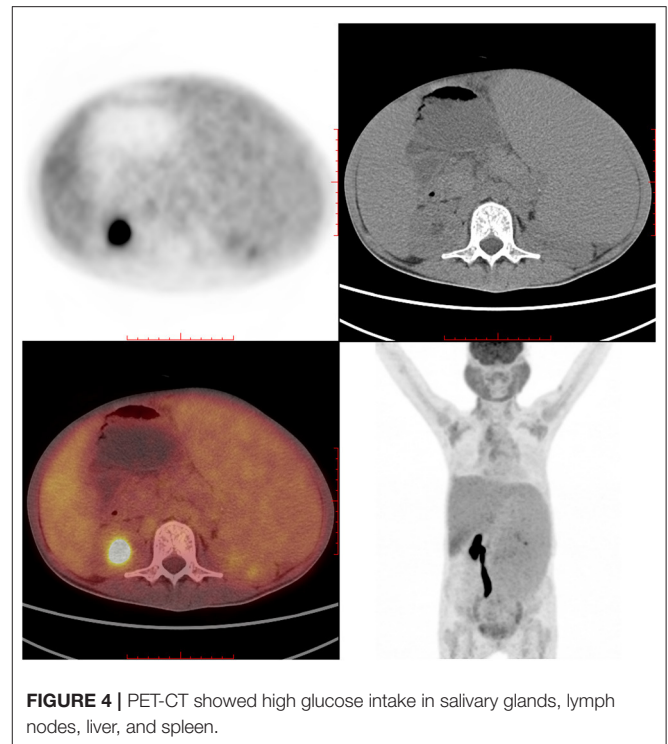 FIGURE 4 | PET-CT showed high glucose intake in salivary glands, lymph
nodes, liver, and spleen.